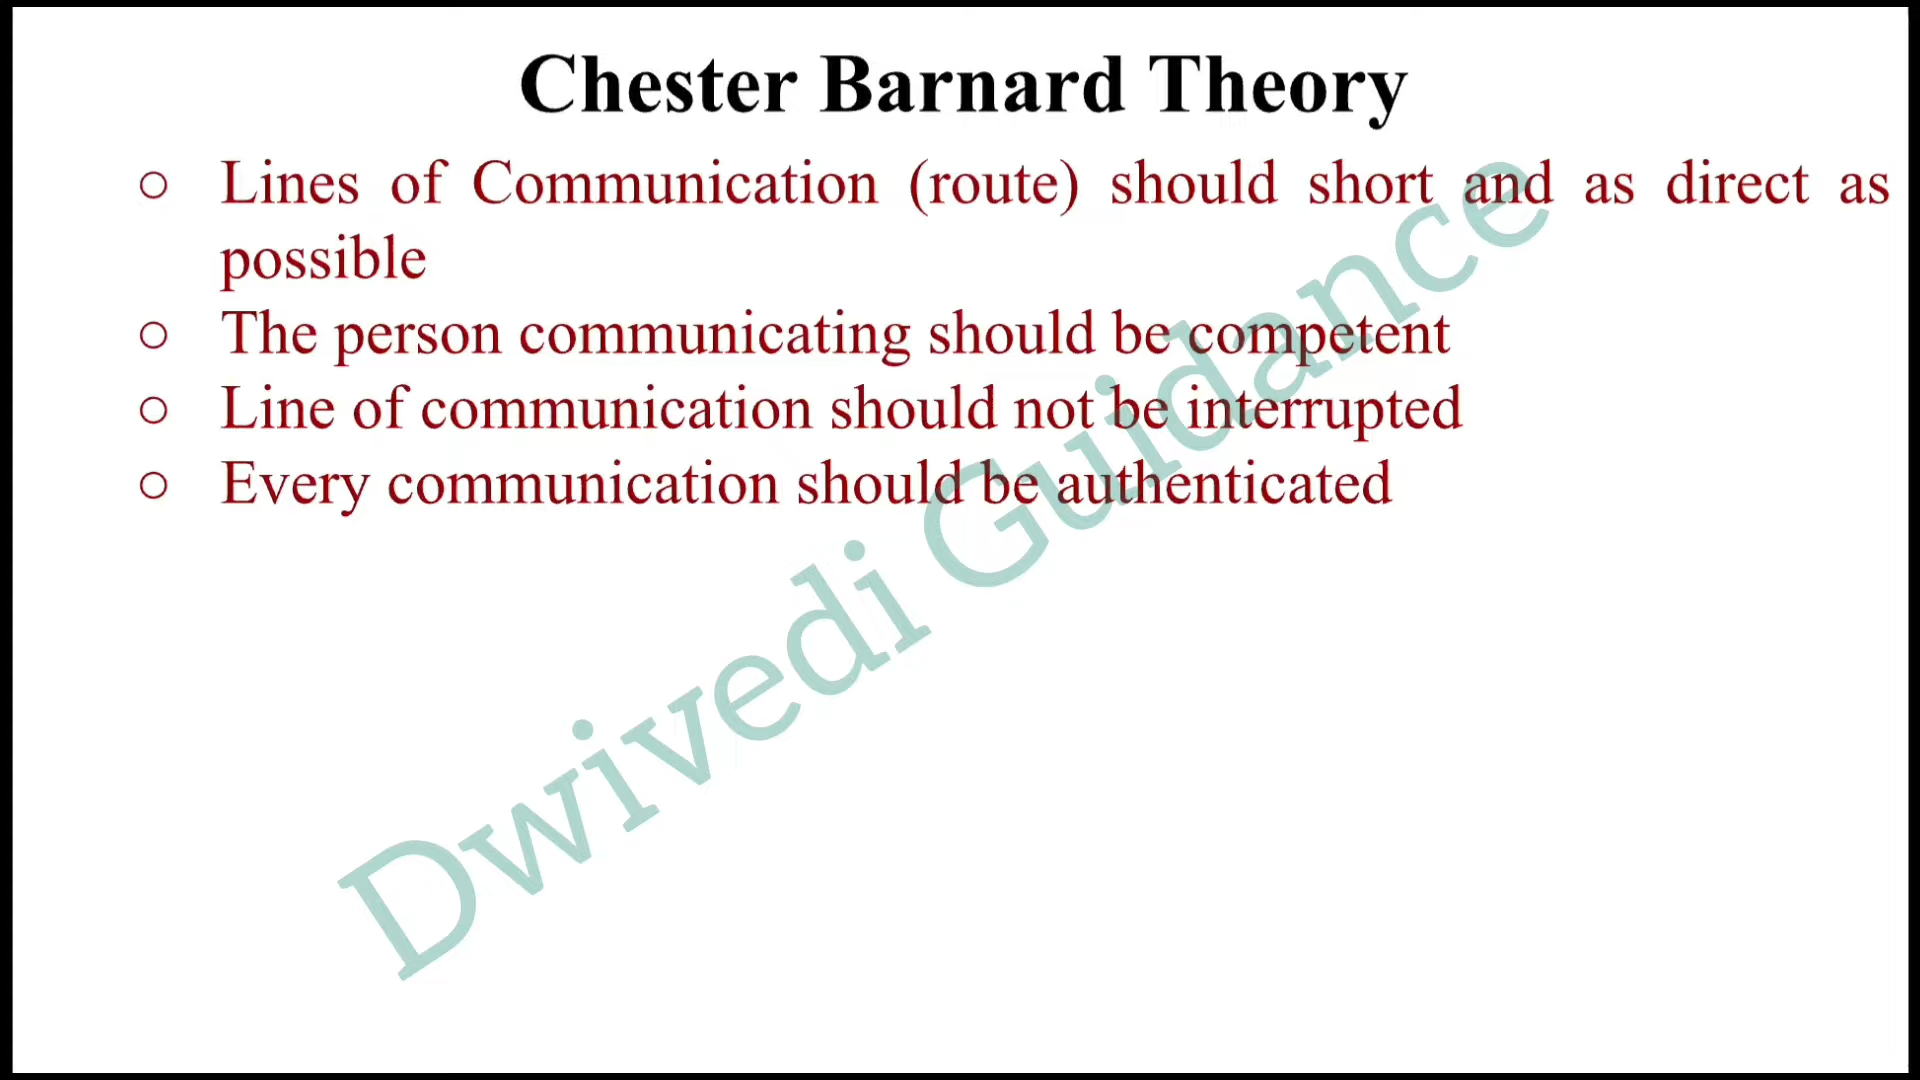 Chester Barnard Theory
○ Lines of Communication (route) should short and as direct as
possible
○ The person communicating should be competent
○ Line of communication should not be interrupted
○ Every communication should be authenticated
Dwivedi Guidance